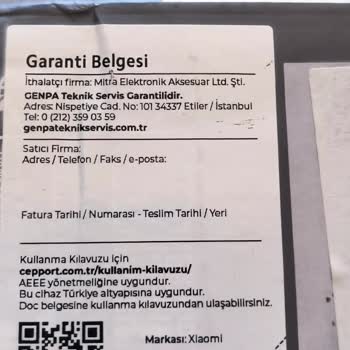 Garanti Belgesi
İthalatçı firma: Mitra Elektronik Aksesuar Ltd. Şti.
GENPA Teknik Servis Garantilidir.
Adres: Nispetiye Cad. No: 101 34337 Etiler / İstanbul
Tel: 0 (212) 359 03 59
genpateknikservis.com.tr
Satıcı Firma:
Adres / Telefon / Faks / e-posta:
Fatura Tarihi / Numarası - Teslim Tarihi / Yeri
Kullanma Kılavuzu için
cepport.com.tr/kullanim-kilavuzu/
AEEE yönetmeliğine uygundur.
Bu cihaz Türkiye altyapısına uygundur.
Doc belgesine kullanma kılavuzundan ulaşabilirsiniz.
Markası: Xiaomi